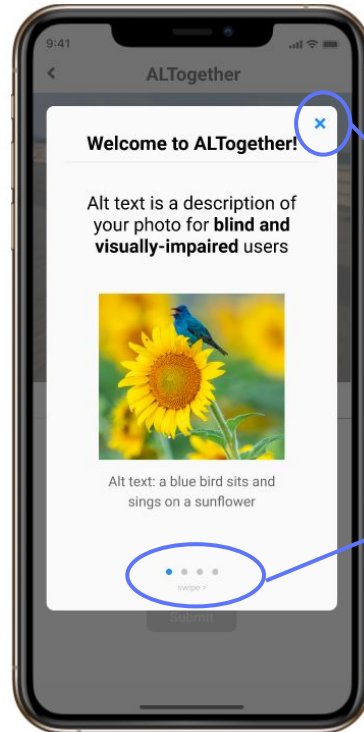 9:41
ALTogether
Welcome to ALTogether!
Alt text is a description of
your photo for blind and
visually-impaired users
Alt text: a blue bird sits and
sings on a sunflower
swipe >
Submit